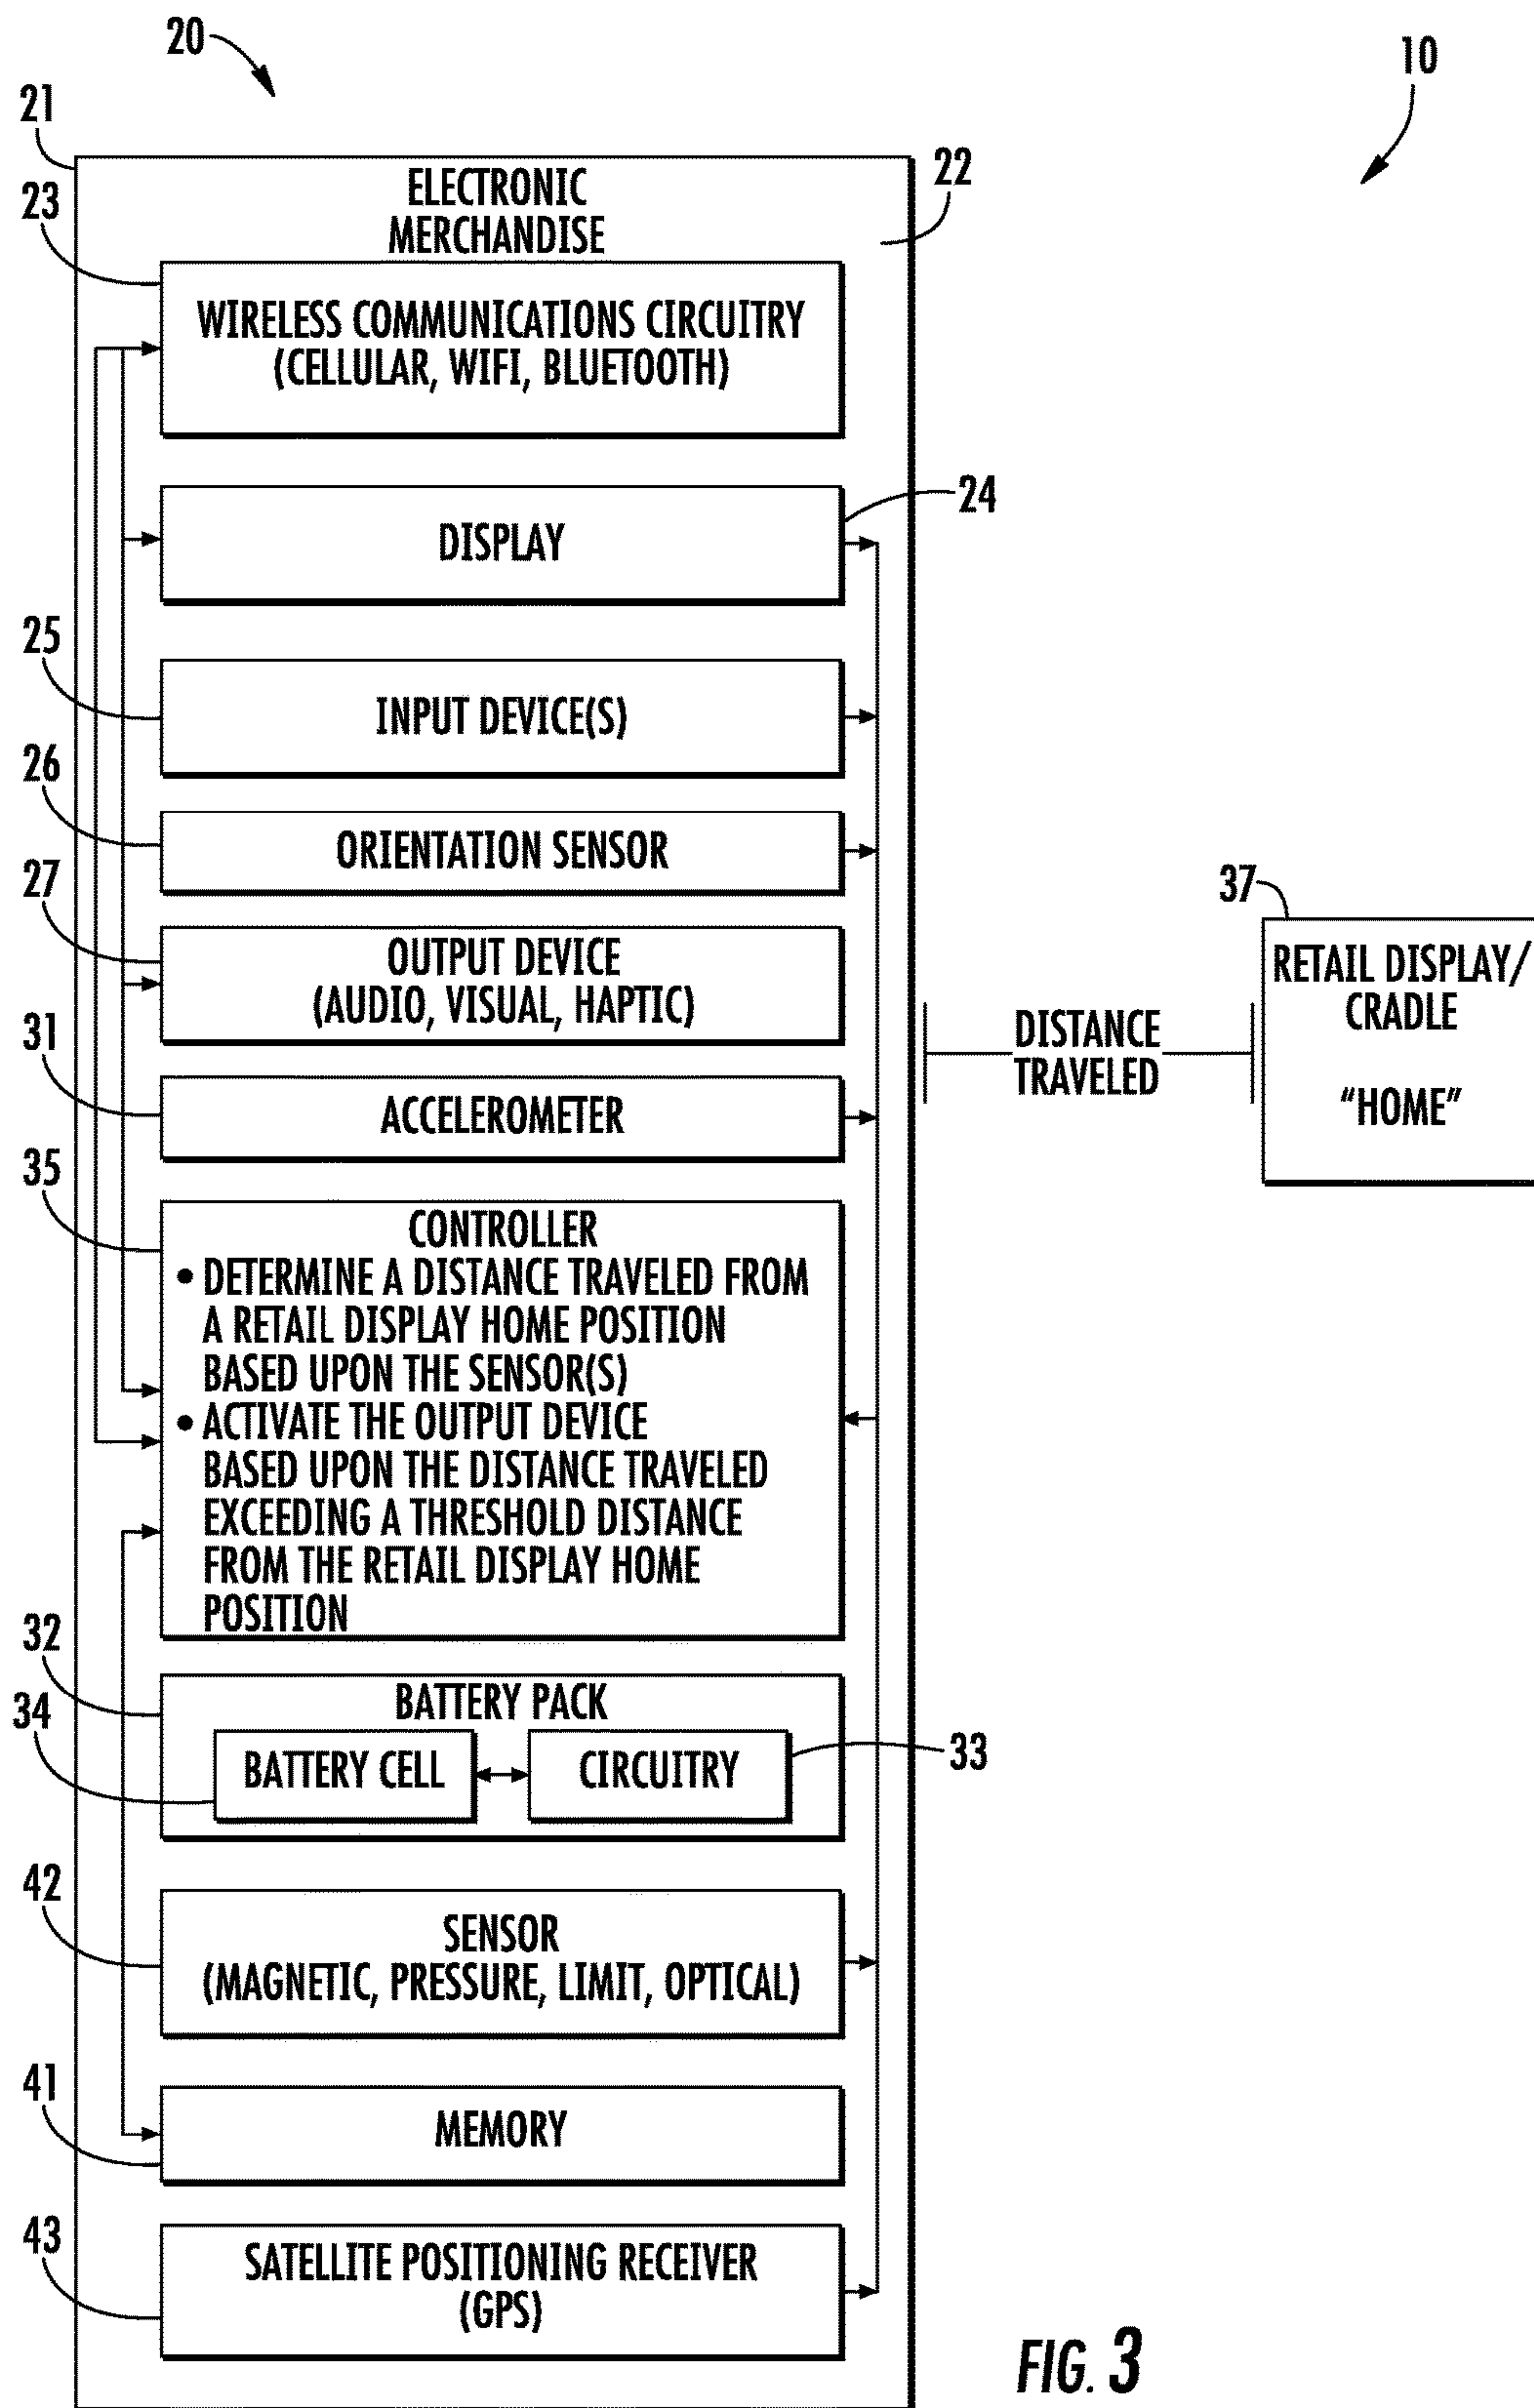 20
10
21
ELECTRONIC
MERCHANDISE
22
23
WIRELESS COMMUNICATIONS CIRCUITRY
(CELLULAR, WIFI, BLUETOOTH)
24
DISPLAY
25
INPUT DEVICE(S)
26
ORIENTATION SENSOR
27
OUTPUT DEVICE
(AUDIO, VISUAL, HAPTIC)
37
RETAIL DISPLAY/
CRADLE
"HOME"
DISTANCE
TRAVELED
31
ACCELEROMETER
35
CONTROLLER
• DETERMINE A DISTANCE TRAVELED FROM
A RETAIL DISPLAY HOME POSITION
BASED UPON THE SENSOR(S)
• ACTIVATE THE OUTPUT DEVICE
BASED UPON THE DISTANCE TRAVELED
EXCEEDING A THRESHOLD DISTANCE
FROM THE RETAIL DISPLAY HOME
POSITION
32
BATTERY PACK
34
BATTERY CELL
CIRCUITRY
33
42
SENSOR
(MAGNETIC, PRESSURE, LIMIT, OPTICAL)
41
MEMORY
43
SATELLITE POSITIONING RECEIVER
(GPS)
FIG. 3